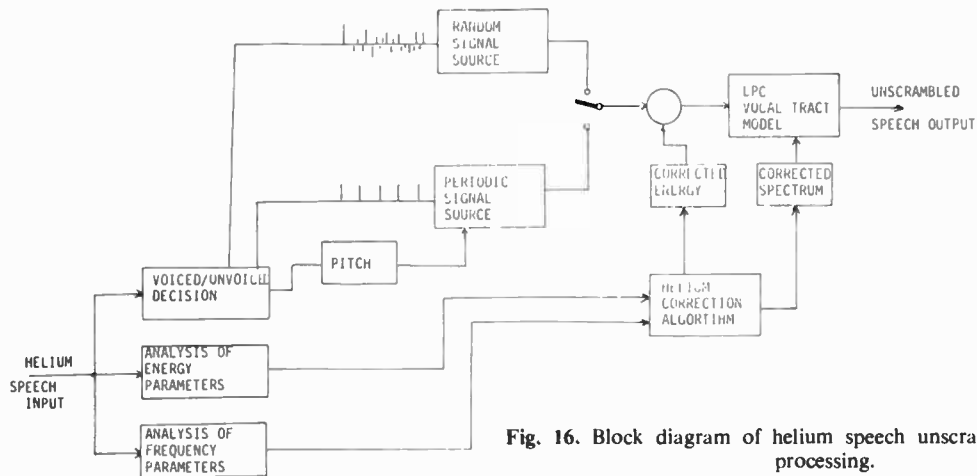 RANDOM
SIGNAL
SOURCE
LPC
VOCAL TRACT
MODEL
UNSCRAMBLED
SPEECH OUTPUT
PERIODIC
SIGNAL
SOURCE
CORRECTED
ENERGY
CORRECTED
SPECTRUM
PITCH
VOICED/UNVOICED
DECISION
HELIUM
CORRECTION
ALGORTIHM
HELIUM
SPEECH
INPUT
ANALYSIS OF
ENERGY
PARAMETERS
ANALYSIS OF
FREQUENCY
PARAMETERS
Fig. 16. Block diagram of helium speech unscra
processing.